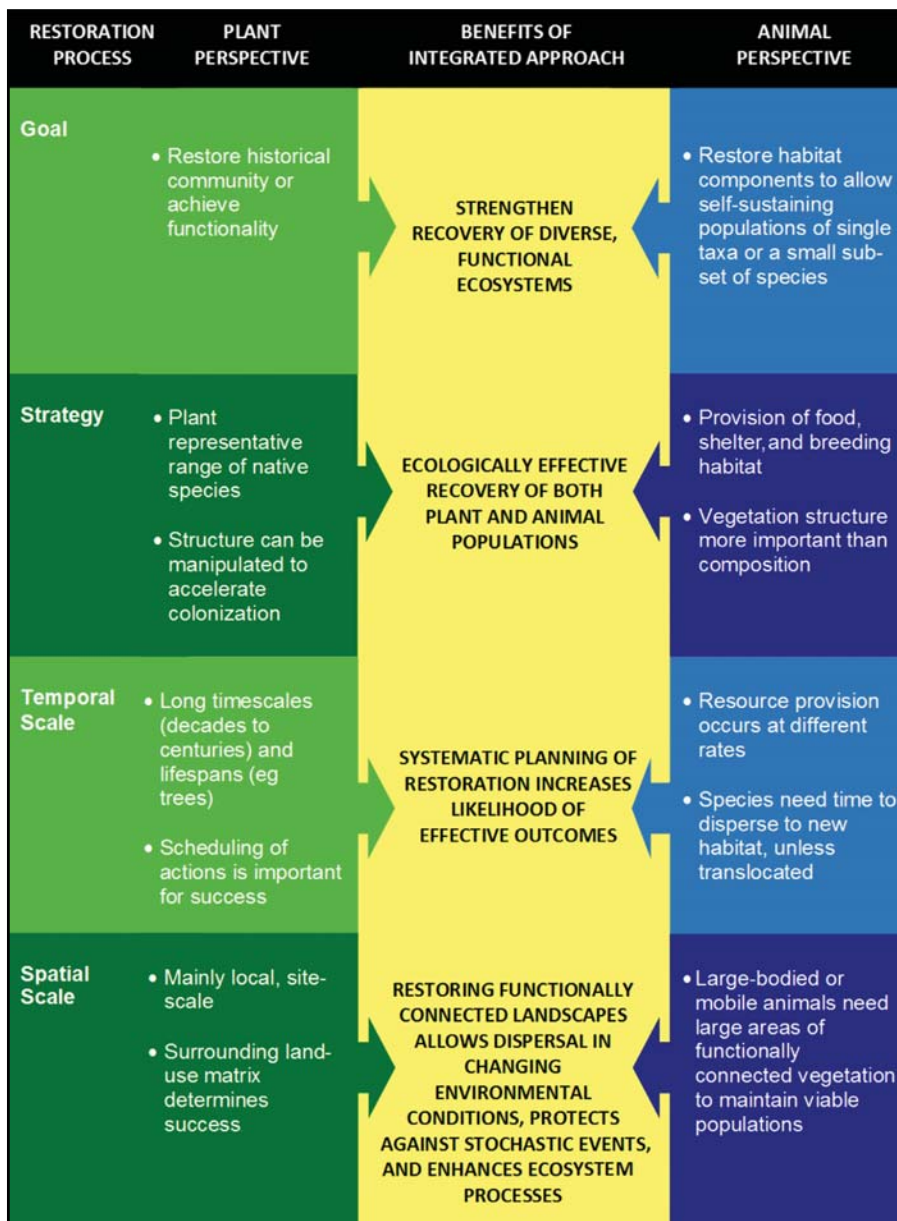 RESTORATION
PROCESS
PLANT
PERSPECTIVE
BENEFITS OF
INTEGRATED APPROACH
ANIMAL
PERSPECTIVE
Goal
• Restore historical
community or
achieve
functionality
STRENGTHEN
RECOVERY OF DIVERSE,
FUNCTIONAL
ECOSYSTEMS
• Restore habitat
components to allow
self-sustaining
populations of single
taxa or a small sub-
set of species
Strategy
• Plant
representative
range of native
species
• Structure can be
manipulated to
accelerate
colonization
ECOLOGICALLY EFFECTIVE
RECOVERY OF BOTH
PLANT AND ANIMAL
POPULATIONS
• Provision of food,
shelter, and breeding
habitat
• Vegetation structure
more important than
composition
Temporal
Scale
• Long timescales
(decades to
centuries) and
lifespans (eg
trees)
• Scheduling of
actions is important
for success
SYSTEMATIC PLANNING OF
RESTORATION INCREASES
LIKELIHOOD OF
EFFECTIVE OUTCOMES
• Resource provision
occurs at different
rates
• Species need time to
disperse to new
habitat, unless
translocated
Spatial
Scale
• Mainly local, site-
scale
• Surrounding land-
use matrix
determines
success
RESTORING FUNCTIONALLY
CONNECTED LANDSCAPES
ALLOWS DISPERSAL IN
CHANGING
ENVIRONMENTAL
CONDITIONS, PROTECTS
AGAINST STOCHASTIC EVENTS,
AND ENHANCES ECOSYSTEM
PROCESSES
• Large-bodied or
mobile animals need
large areas of
functionally
connected vegetation
to maintain viable
populations